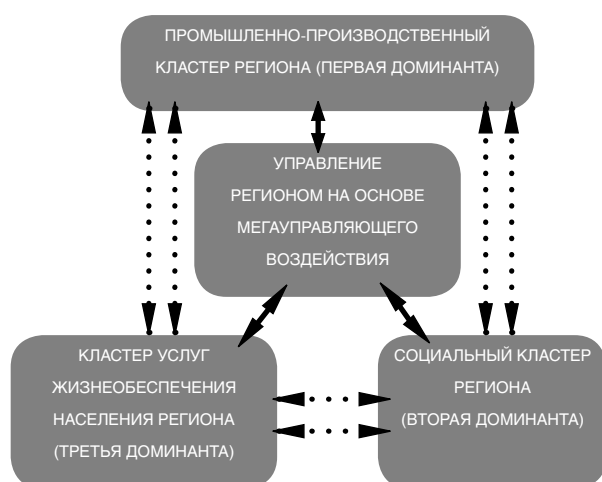 ПРОМЫШЛЕННО-ПРОИЗВОДСТВЕННЫЙ
КЛАСТЕР РЕГИОНА (ПЕРВАЯ ДОМИНАНТА)
УПРАВЛЕНИЕ
РЕГИОНОМ НА ОСНОВЕ
МЕГАУПРАВЛЯЮЩЕГО
ВОЗДЕЙСТВИЯ
КЛАСТЕР УСЛУГ
ЖИЗНЕОБЕСПЕЧЕНИЯ
НАСЕЛЕНИЯ РЕГИОНА
(ТРЕТЬЯ ДОМИНАНТА)
СОЦИАЛЬНЫЙ КЛАСТЕР
РЕГИОНА
(ВТОРАЯ ДОМИНАНТА)